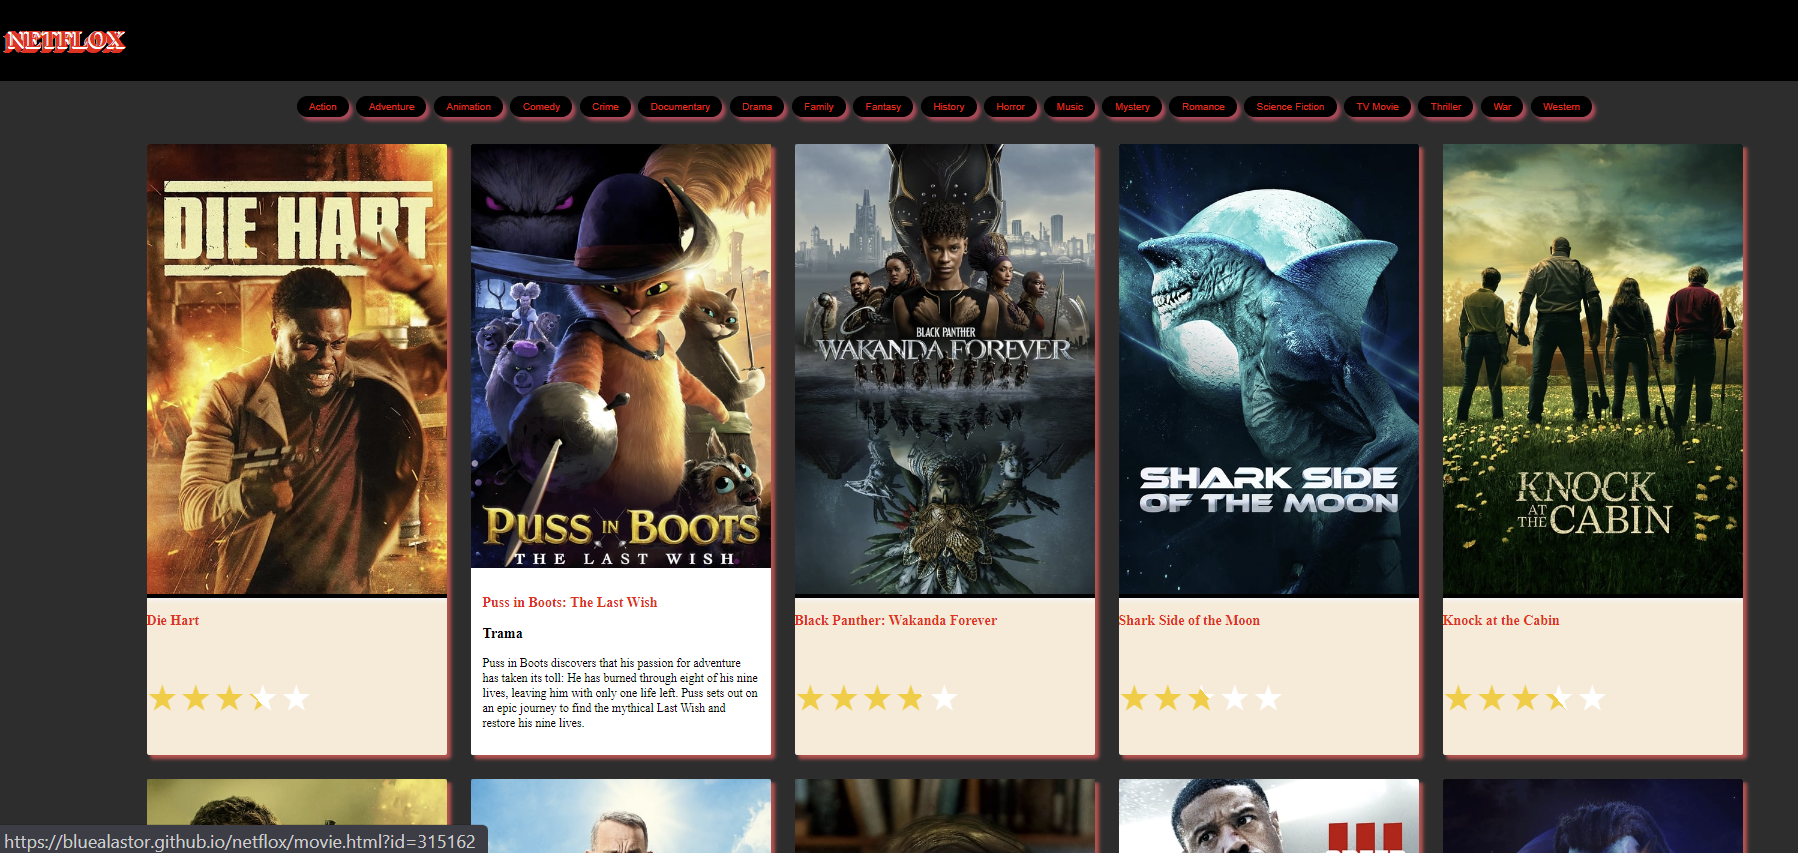 NETFLOX
Action Adventure Animation Comedy Crime Documentary Drama Family Fantasy History Horror Music Mystery Romance Science Fiction TV Movie Thriller War Western
DIE HART
PUSS IN BOOTS
THE LAST WISH
BLACK PANTHER
WAKANDA FOREVER
SHARK SIDE
OF THE MOON
KNOCK
AT THE CABIN
Die Hart
Puss in Boots: The Last Wish
Trama
Puss in Boots discovers that his passion for adventure
has taken its toll: He has burned through eight of his nine
lives, leaving him with only one life left. Puss sets out on
an epic journey to find the mythical Last Wish and
restore his nine lives.
Black Panther: Wakanda Forever
Shark Side of the Moon
Knock at the Cabin
III
https://bluealastor.github.io/netflox/movie.html?id=315162